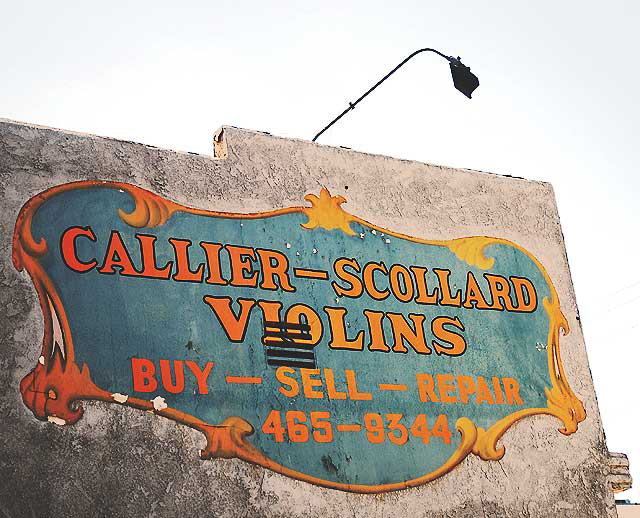 CALLIER—SCOLLARD
VIOLINS
BUY — SELL — REPAIR
465-9344